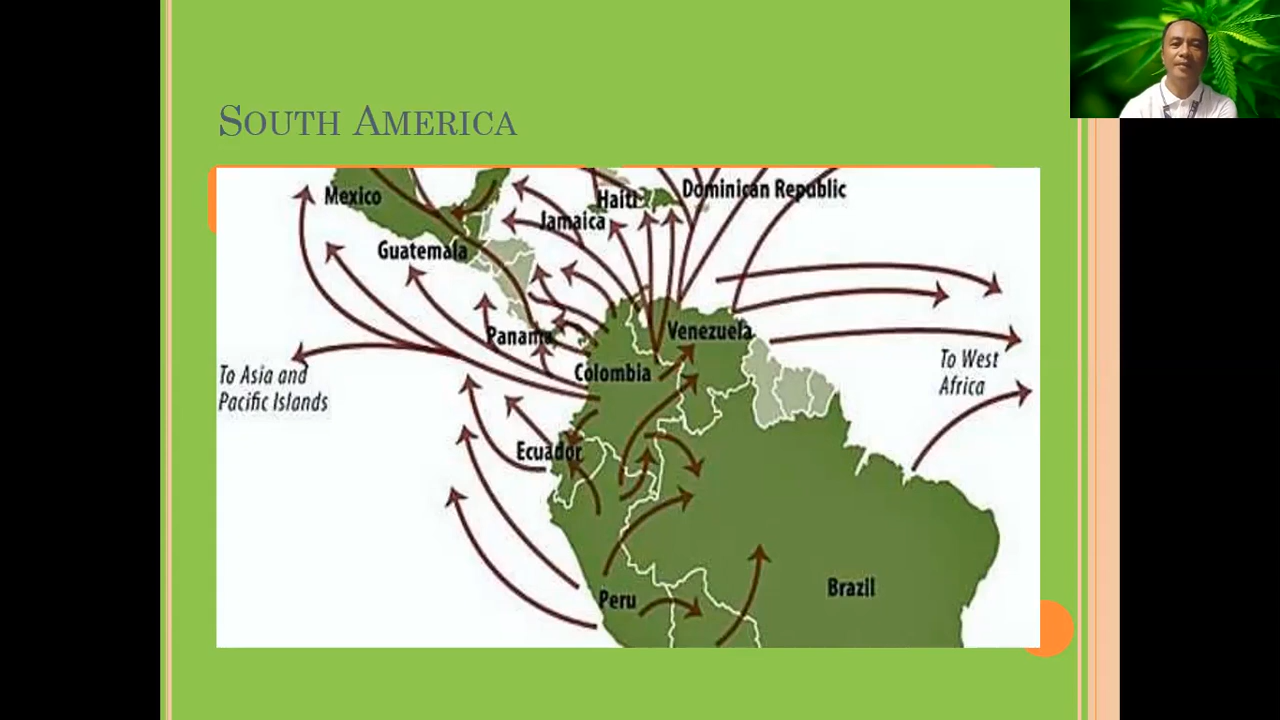 South America
Mexico
Haiti
Dominican Republic
Jamaica
Guatemala
Panama
Venezuela
Colombia
To Asia and
Pacific Islands
To West
Africa
Ecuador
Peru
Brazil